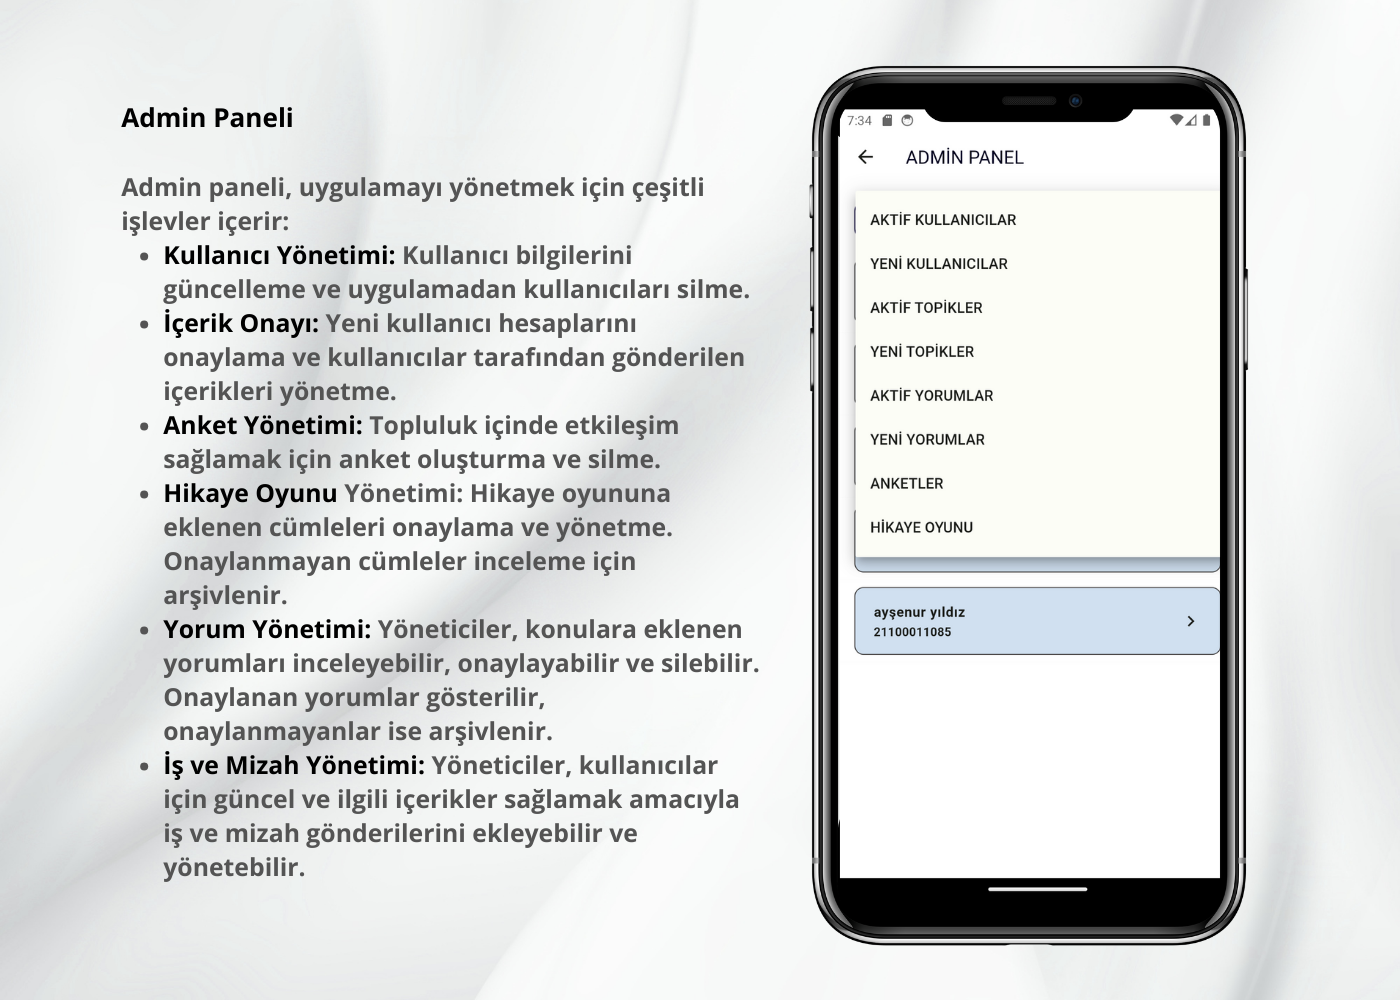 Admin Paneli
Admin paneli, uygulamayı yönetmek için çeşitli
işlevler içerir:
• Kullanıcı Yönetimi: Kullanıcı bilgilerini
güncelleme ve uygulamadan kullanıcıları silme.
• İçerik Onayı: Yeni kullanıcı hesaplarını
onaylama ve kullanıcılar tarafından gönderilen
içerikleri yönetme.
• Anket Yönetimi: Topluluk içinde etkileşim
sağlamak için anket oluşturma ve silme.
• Hikaye Oyunu Yönetimi: Hikaye oyununa
eklenen cümleleri onaylama ve yönetme.
Onaylanmayan cümleler inceleme için
arşivlenir.
• Yorum Yönetimi: Yöneticiler, konulara eklenen
yorumları inceleyebilir, onaylayabilir ve silebilir.
Onaylanan yorumlar gösterilir,
onaylanmayanlar ise arşivlenir.
• İş ve Mizah Yönetimi: Yöneticiler, kullanıcılar
için güncel ve ilgili içerikler sağlamak amacıyla
iş ve mizah gönderilerini ekleyebilir ve
yönetebilir.
7:34
ADMİN PANEL
AKTİF KULLANICILAR
YENİ KULLANICILAR
AKTİF TOPİKLER
YENİ TOPİKLER
AKTİF YORUMLAR
YENİ YORUMLAR
ANKETLER
HİKAYE OYUNU
ayşenur yıldız
21100011085